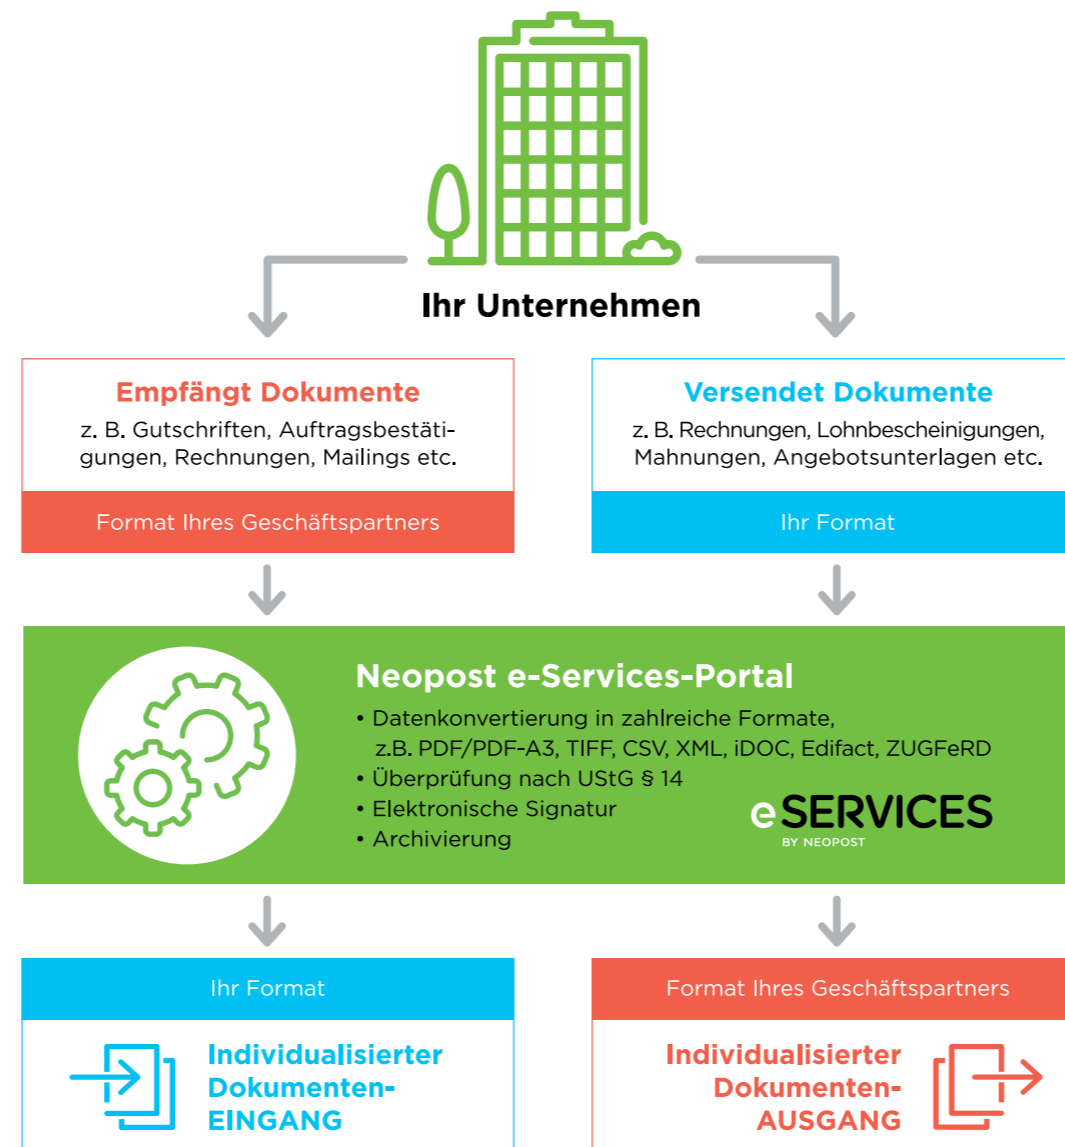 Ihr Unternehmen
Empfängt Dokumente
z. B. Gutschriften, Auftragsbestäti-
gungen, Rechnungen, Mailings etc.
Format Ihres Geschäftspartners
Versendet Dokumente
z. B. Rechnungen, Lohnbescheinigungen,
Mahnungen, Angebotsunterlagen etc.
Ihr Format
Neopost e-Services-Portal
• Datenkonvertierung in zahlreiche Formate,
z.B. PDF/PDF-A3, TIFF, CSV, XML, iDOC, Edifact, ZUGFeRD
• Überprüfung nach UStG § 14
• Elektronische Signatur
• Archivierung
eSERVICES
BY NEOPOST
Ihr Format
Individualisierter
Dokumenten-
EINGANG
Format Ihres Geschäftspartners
Individualisierter
Dokumenten-
AUSGANG